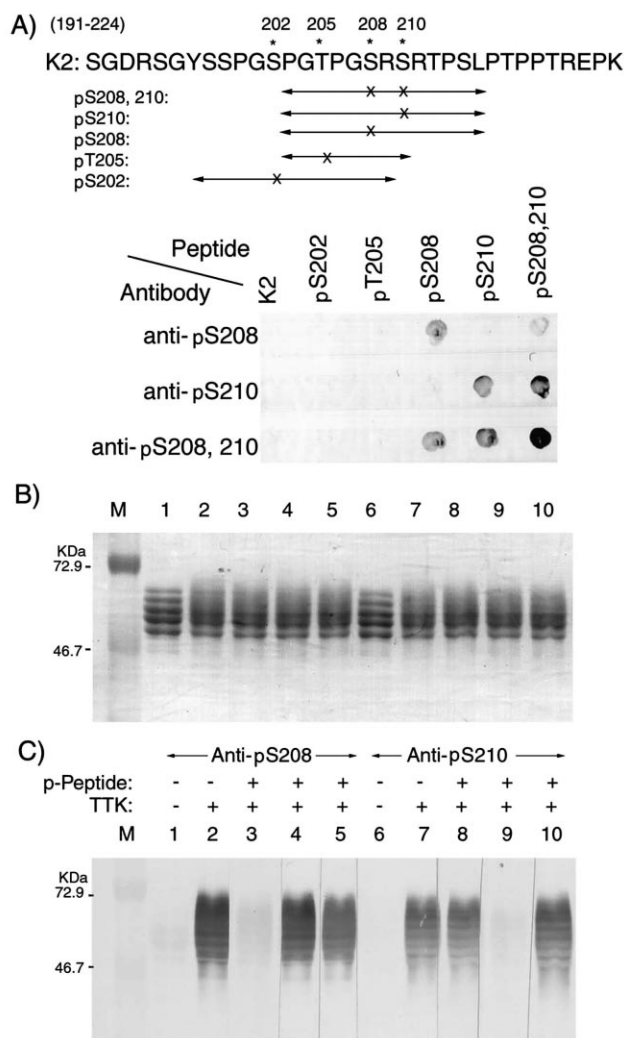 A) (191-224) 202 205 208 210
* * * *
K2: SGDRSGYSSPGSPGTPGSRSRTPSLPTPPTREPK
pS208, 210: x x
pS210: x
pS208: x
pT205: x
pS202: x
Peptide
Antibody
K2 pS202 pT205 pS208 pS210 pS208,210
anti-pS208
anti-pS210
anti-pS208, 210
B) M 1 2 3 4 5 6 7 8 9 10
KDa
72.9
46.7
C) Anti-pS208 Anti-pS210
p-Peptide: - - + + + - - + + +
TTK: - + + + + - + + + +
M 1 2 3 4 5 6 7 8 9 10
KDa
72.9
46.7